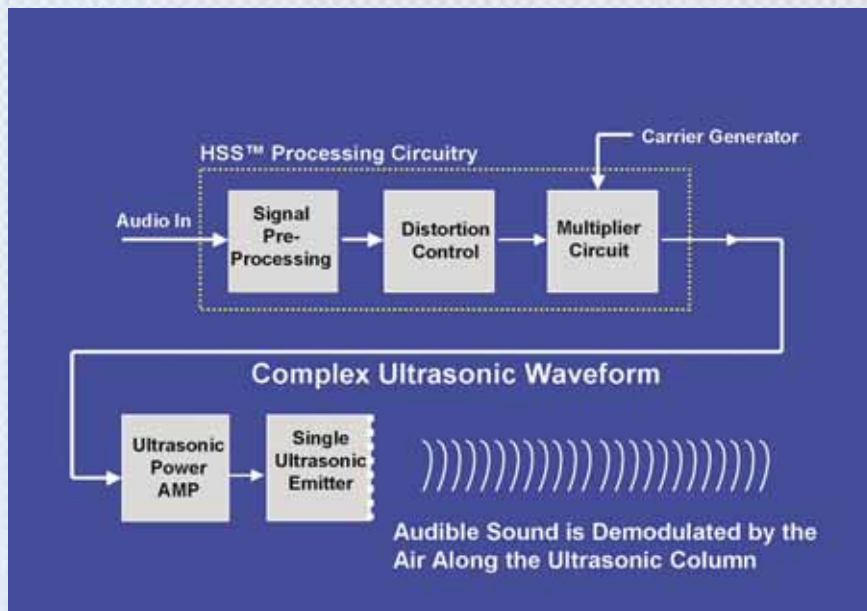 Carrier Generator
HSS™ Processing Circuitry
Audio In
Signal
Pre-
Processing
Distortion
Control
Multiplier
Circuit
Complex Ultrasonic Waveform
Ultrasonic
Power
AMP
Single
Ultrasonic
Emitter
Audible Sound is Demodulated by the
Air Along the Ultrasonic Column